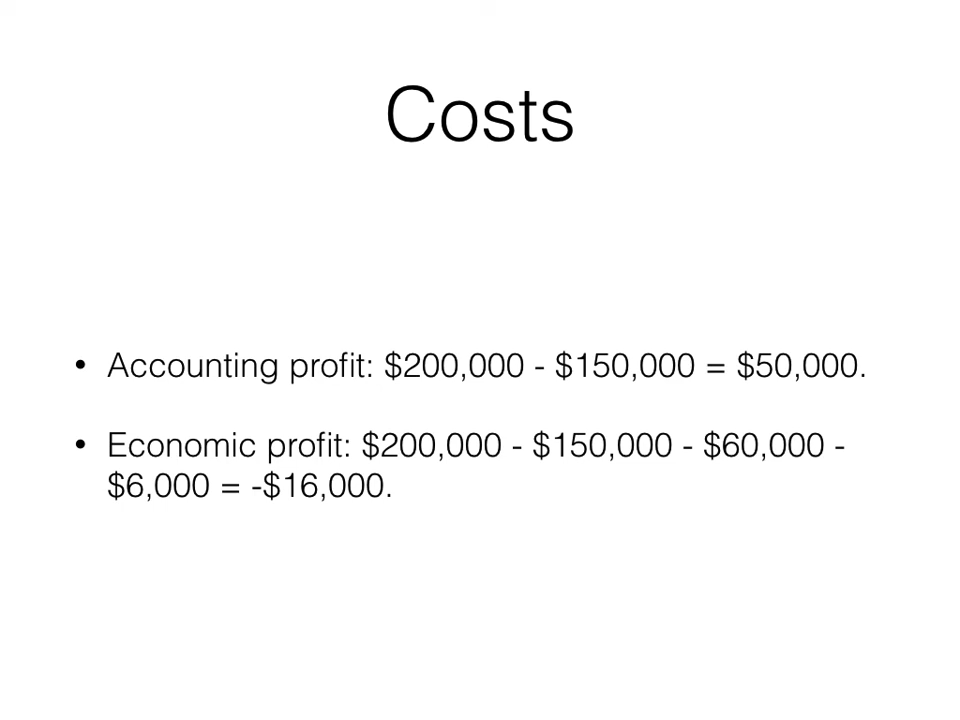 Costs
• Accounting profit: $200,000 - $150,000 = $50,000.
• Economic profit: $200,000 - $150,000 - $60,000 -
$6,000 = -$16,000.